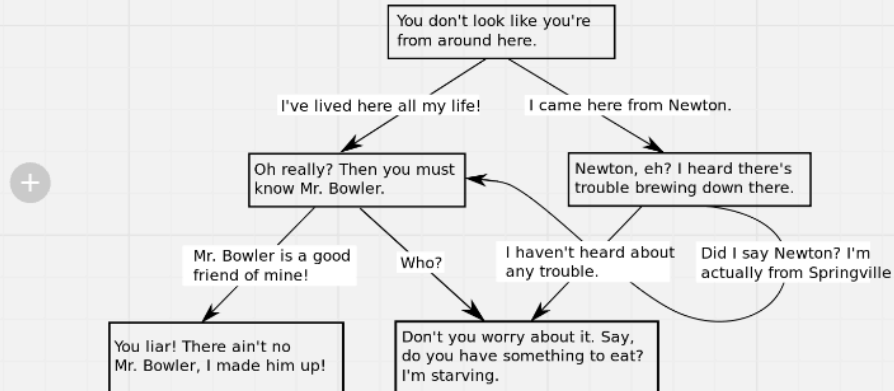 You don't look like you're
from around here.
I've lived here all my life!
I came here from Newton.
Oh really? Then you must
know Mr. Bowler.
Newton, eh? I heard there's
trouble brewing down there.
Mr. Bowler is a good
friend of mine!
Who?
I haven't heard about
any trouble.
Did I say Newton? I'm
actually from Springville
You liar! There ain't no
Mr. Bowler, I made him up!
Don't you worry about it. Say,
do you have something to eat?
I'm starving.